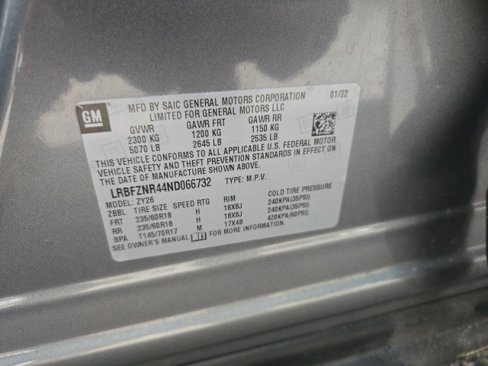 GM
MFD BY SAIC GENERAL MOTORS CORPORATION 01/22
LIMITED FOR GENERAL MOTORS LLC
GVWR GAWR FRT GAWR RR
2300 KG 1200 KG 1150 KG
5070 LB 2645 LB 2535 LB
THIS VEHICLE CONFORMS TO ALL APPLICABLE U.S. FEDERAL MOTOR
VEHICLE SAFETY AND THEFT PREVENTION STANDARDS IN EFFECT ON
THE DATE OF MANUFACTURE SHOWN ABOVE.
LRBFZNR44ND066732 TYPE: M.P.V.
MODEL: ZY26
ZBBL TIRE SIZE SPEED RTG RIM COLD TIRE PRESSURE
FRT 235/60R18 H 18X8J 240KPA(35PSI)
RR 235/60R18 H 18X8J 240KPA(35PSI)
SPA T145/70R17 M 17X4B 420KPA(60PSI)
SEE OWNER'S MANUAL FOR MORE INFORMATION.